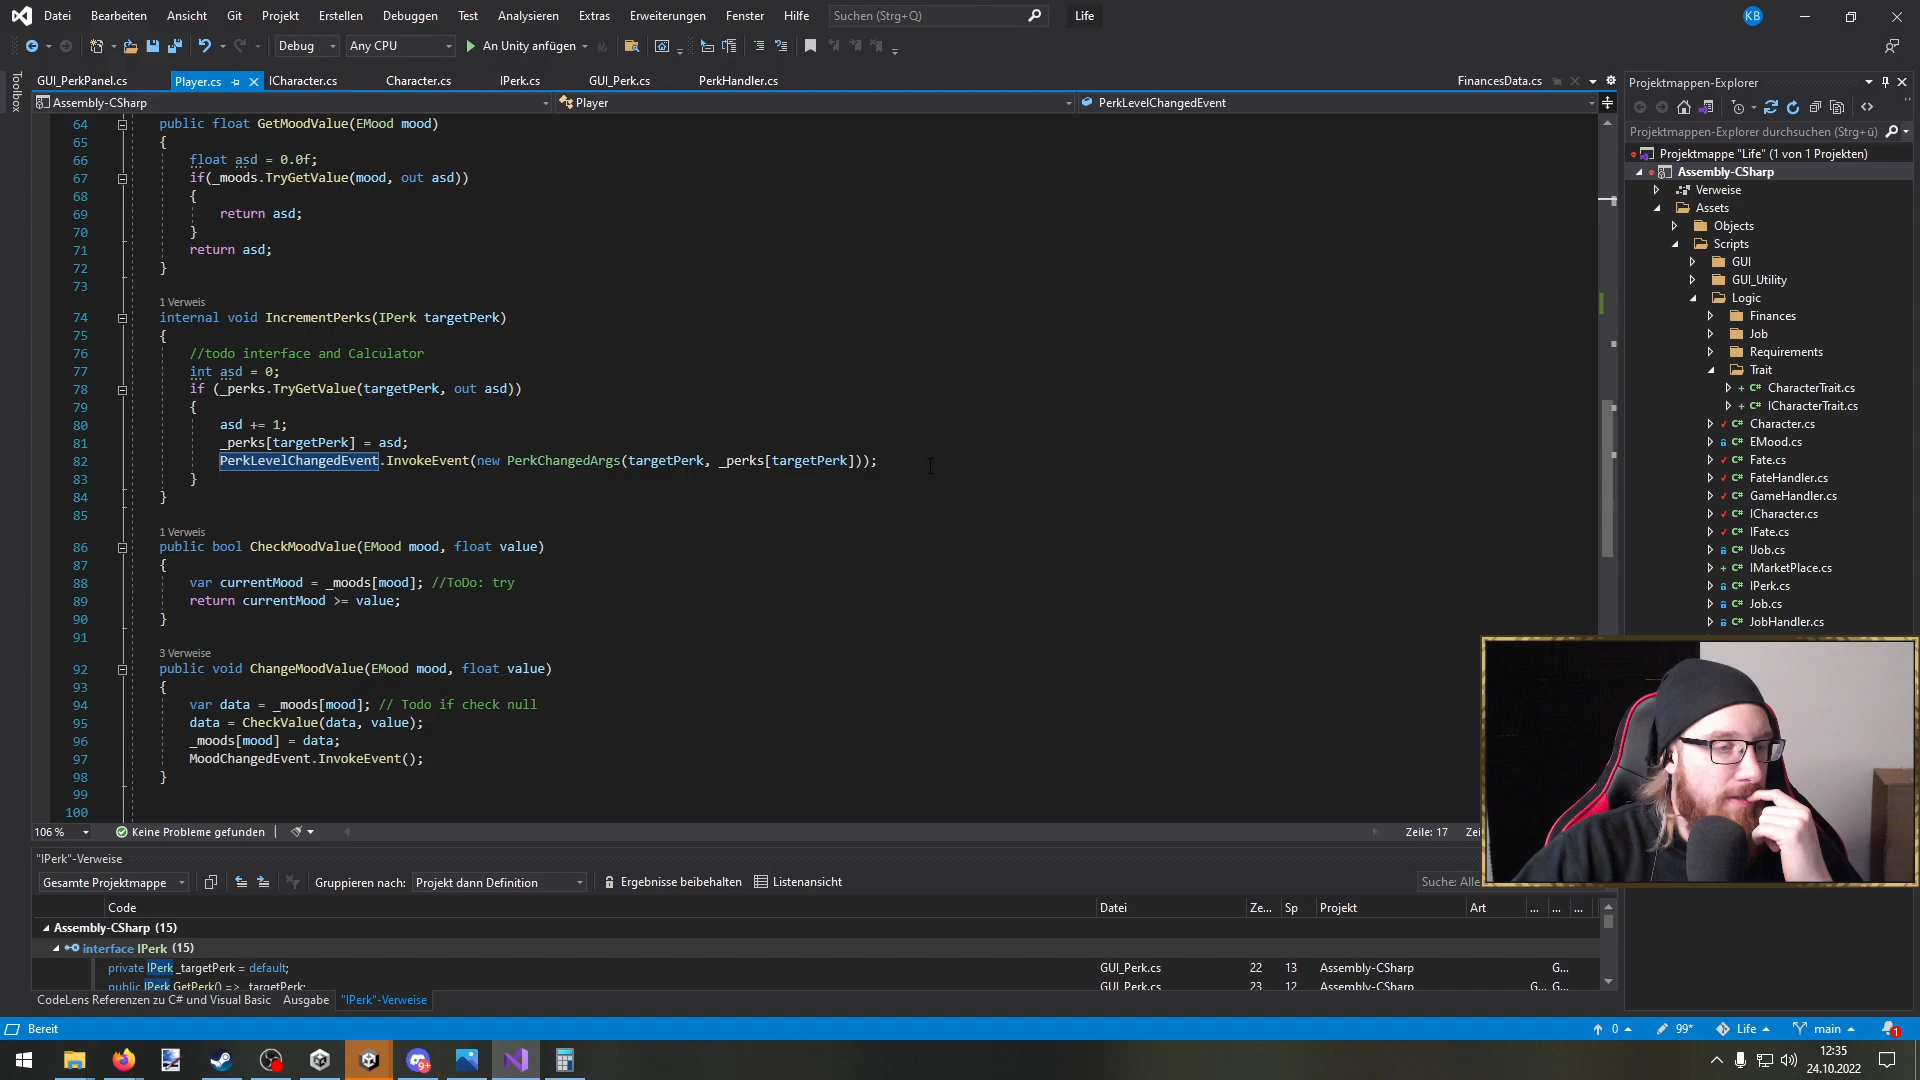 Datei Bearbeiten Ansicht Git Projekt Erstellen Debuggen Test Analysieren Extras Erweiterungen Fenster Hilfe Suchen (Strg+Q) Life KB
Debug Any CPU An Unity anfügen
Toolbox
GUI_PerkPanel.cs Player.cs ICharacter.cs Character.cs IPerk.cs GUI_Perk.cs PerkHandler.cs FinancesData.cs
Assembly-CSharp Player PerkLevelChangedEvent
64 public float GetMoodValue(EMood mood)
65 {
66 float asd = 0.0f;
67 if(_moods.TryGetValue(mood, out asd))
68 {
69 return asd;
70 }
71 return asd;
72 }
73
1 Verweis
74 internal void IncrementPerks(IPerk targetPerk)
75 {
76 //todo interface and Calculator
77 int asd = 0;
78 if (_perks.TryGetValue(targetPerk, out asd))
79 {
80 asd += 1;
81 _perks[targetPerk] = asd;
82 PerkLevelChangedEvent.InvokeEvent(new PerkChangedArgs(targetPerk, _perks[targetPerk]));
83 }
84 }
85
1 Verweis
86 public bool CheckMoodValue(EMood mood, float value)
87 {
88 var currentMood = _moods[mood]; //ToDo: try
89 return currentMood >= value;
90 }
91
3 Verweise
92 public void ChangeMoodValue(EMood mood, float value)
93 {
94 var data = _moods[mood]; // Todo if check null
95 data = CheckValue(data, value);
96 _moods[mood] = data;
97 MoodChangedEvent.InvokeEvent();
98 }
99
100
106 % Keine Probleme gefunden Zeile: 17
"IPerk"-Verweise
Gesamte Projektmappe Gruppieren nach: Projekt dann Definition Ergebnisse beibehalten Listenansicht Suche: Alle
Code Datei Ze... Sp Projekt Art ... ... ...
Assembly-CSharp (15)
interface IPerk (15)
private IPerk _targetPerk = default; GUI_Perk.cs 22 13 Assembly-CSharp G...
public IPerk GetPerk() => _targetPerk; GUI_Perk.cs 23 12 Assembly-CSharp G... G...
CodeLens Referenzen zu C# und Visual Basic Ausgabe "IPerk"-Verweise
Projektmappen-Explorer
Projektmappen-Explorer durchsuchen (Strg+ü)
Projektmappe "Life" (1 von 1 Projekten)
Assembly-CSharp
Verweise
Assets
Objects
Scripts
GUI
GUI_Utility
Logic
Finances
Job
Requirements
Trait
C# CharacterTrait.cs
C# ICharacterTrait.cs
C# Character.cs
C# EMood.cs
C# Fate.cs
C# FateHandler.cs
C# GameHandler.cs
C# ICharacter.cs
C# IFate.cs
C# IJob.cs
C# IMarketPlace.cs
C# IPerk.cs
C# Job.cs
C# JobHandler.cs
Bereit 0 99* Life main 1
9+
12:35
24.10.2022